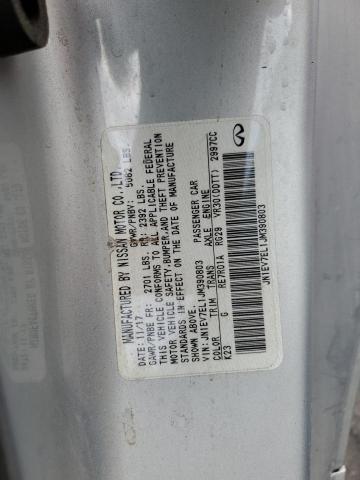 MANUFACTURED BY NISSAN MOTOR CO.,LTD.
11/17 GVWR/PNBV: 5062 LBS.
GAWR/PNBE FR: 2701 LBS. RR: 2392 LBS.
THIS VEHICLE CONFORMS TO ALL APPLICABLE FEDERAL
MOTOR VEHICLE SAFETY,BUMPER,AND THEFT PREVENTION
STANDARDS IN EFFECT ON THE DATE OF MANUFACTURE
SHOWN ABOVE.
VIN:JN1EV7EL1JM390803 PASSENGER CAR
COLOR TRIM TRANS AXLE ENGINE
K23 G RE7R01A RG29 VR30(DDTT) 2997CC
JN1EV7EL1JM390803